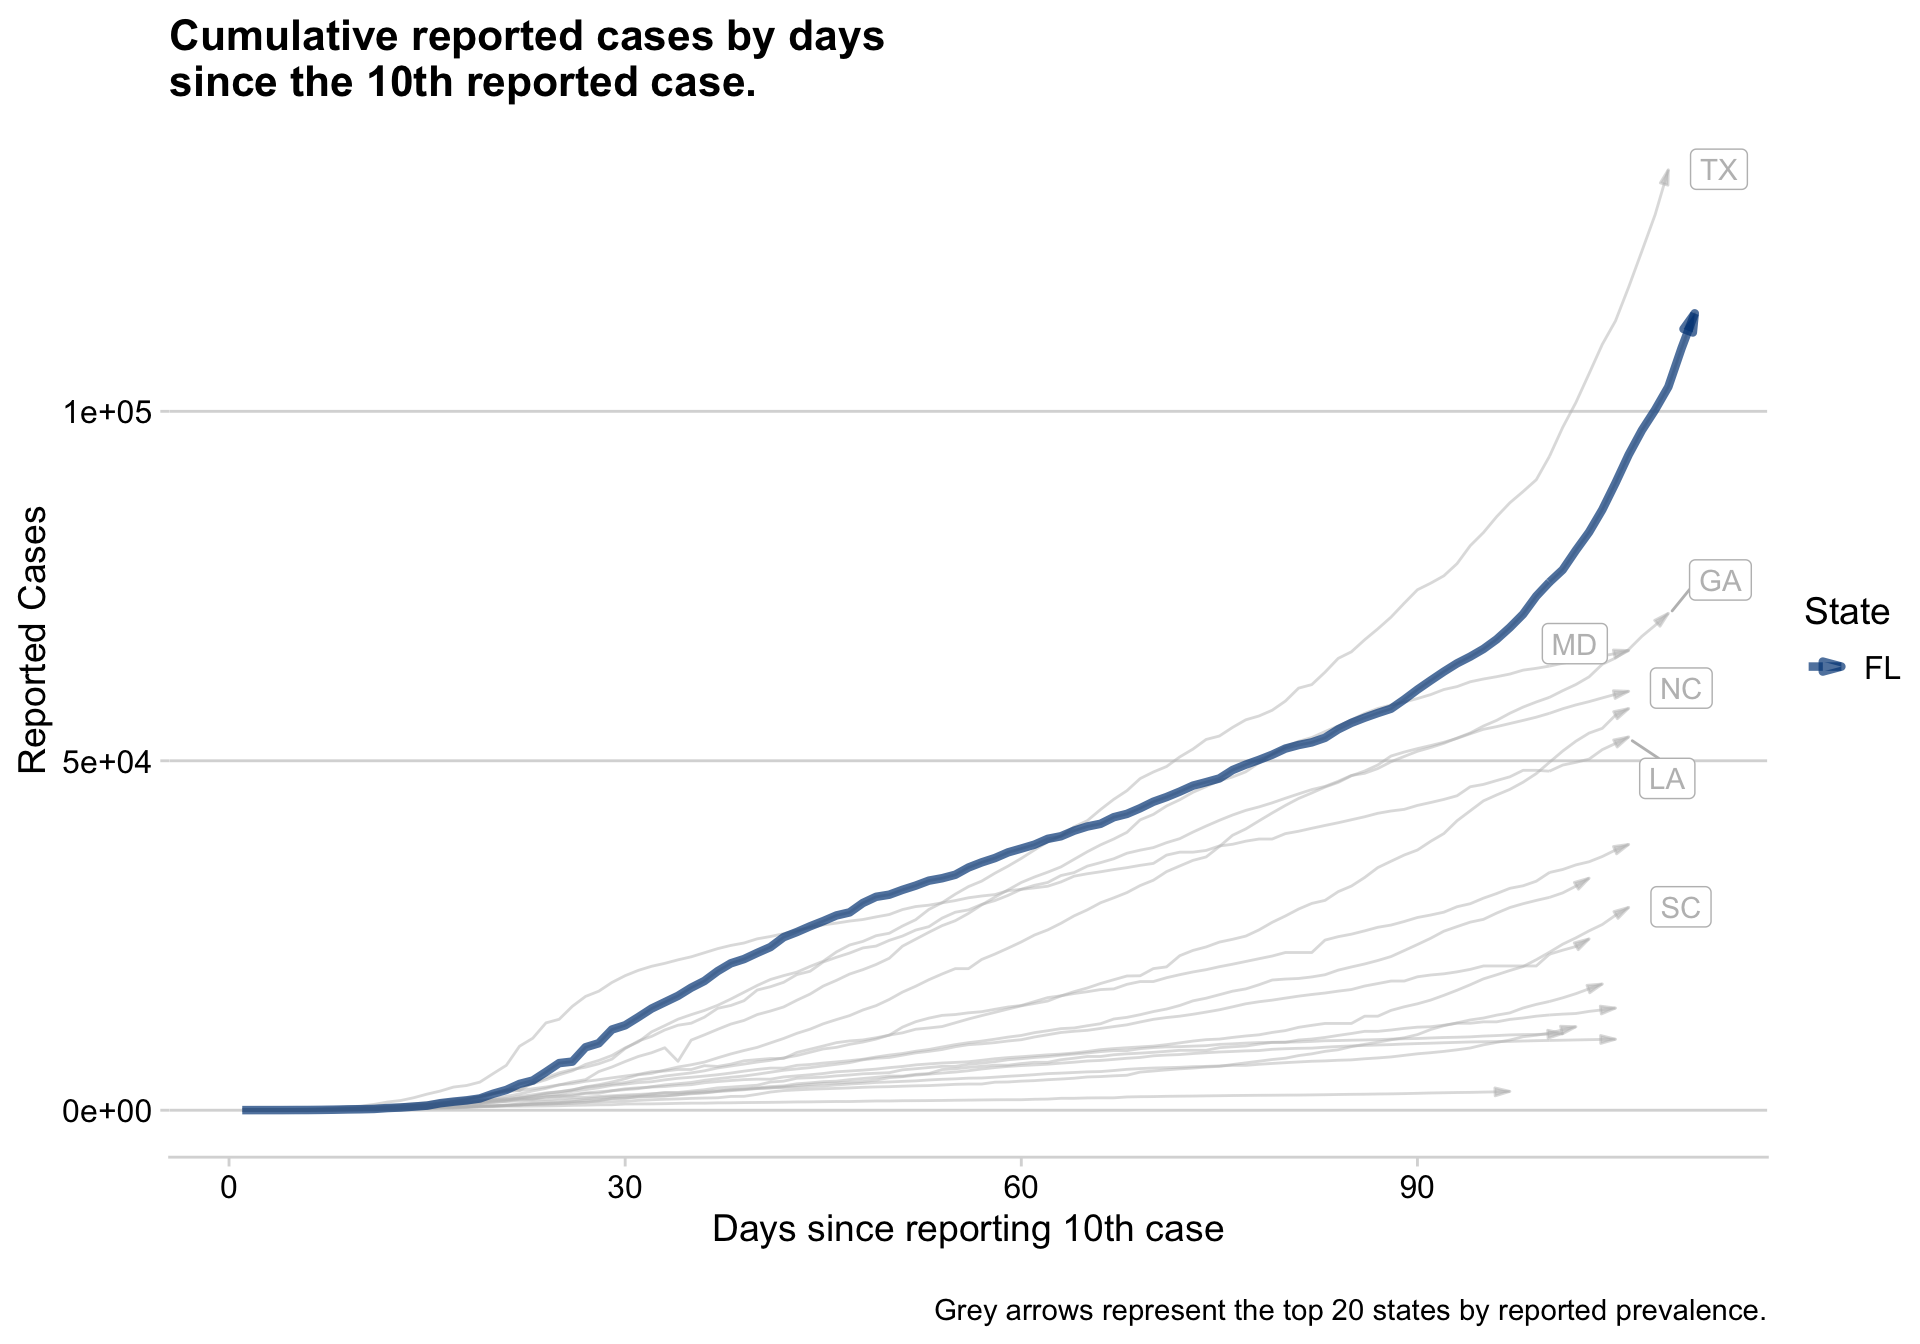 Cumulative reported cases by days
since the 10th reported case.
TX
1e+05
GA
State
MD
FL
NC
5e+04
LA
SC
Reported Cases
0e+00
0 30 60 90
Days since reporting 10th case
Grey arrows represent the top 20 states by reported prevalence.